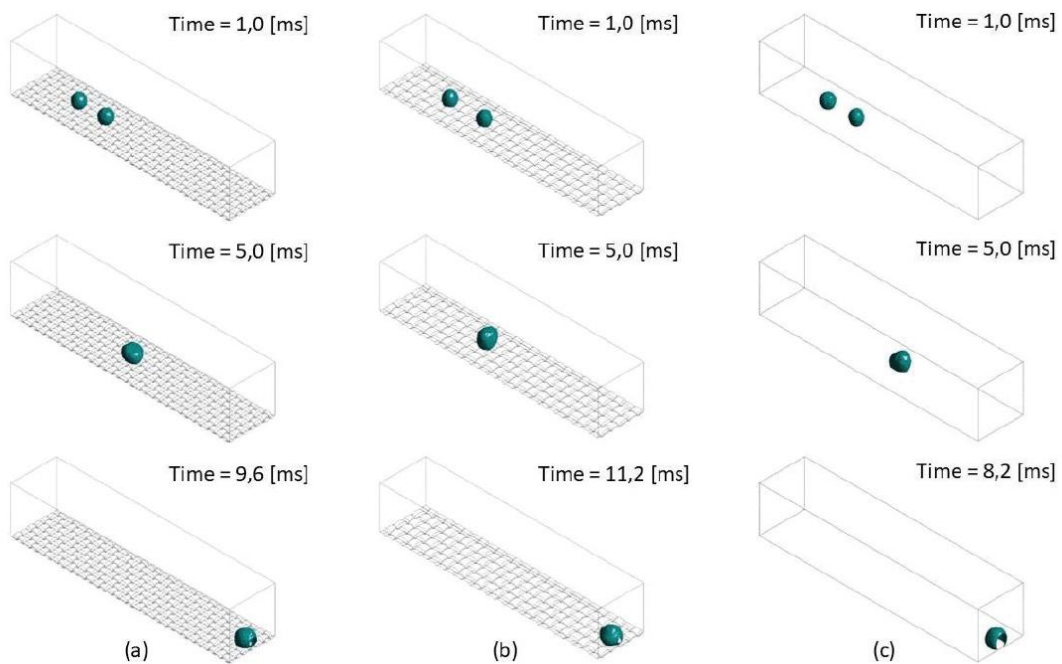 Time = 1,0 [ms]
Time = 1,0 [ms]
Time = 1,0 [ms]
Time = 5,0 [ms]
Time = 5,0 [ms]
Time = 5,0 [ms]
Time = 9,6 [ms]
Time = 11,2 [ms]
Time = 8,2 [ms]
(a)
(b)
(c)